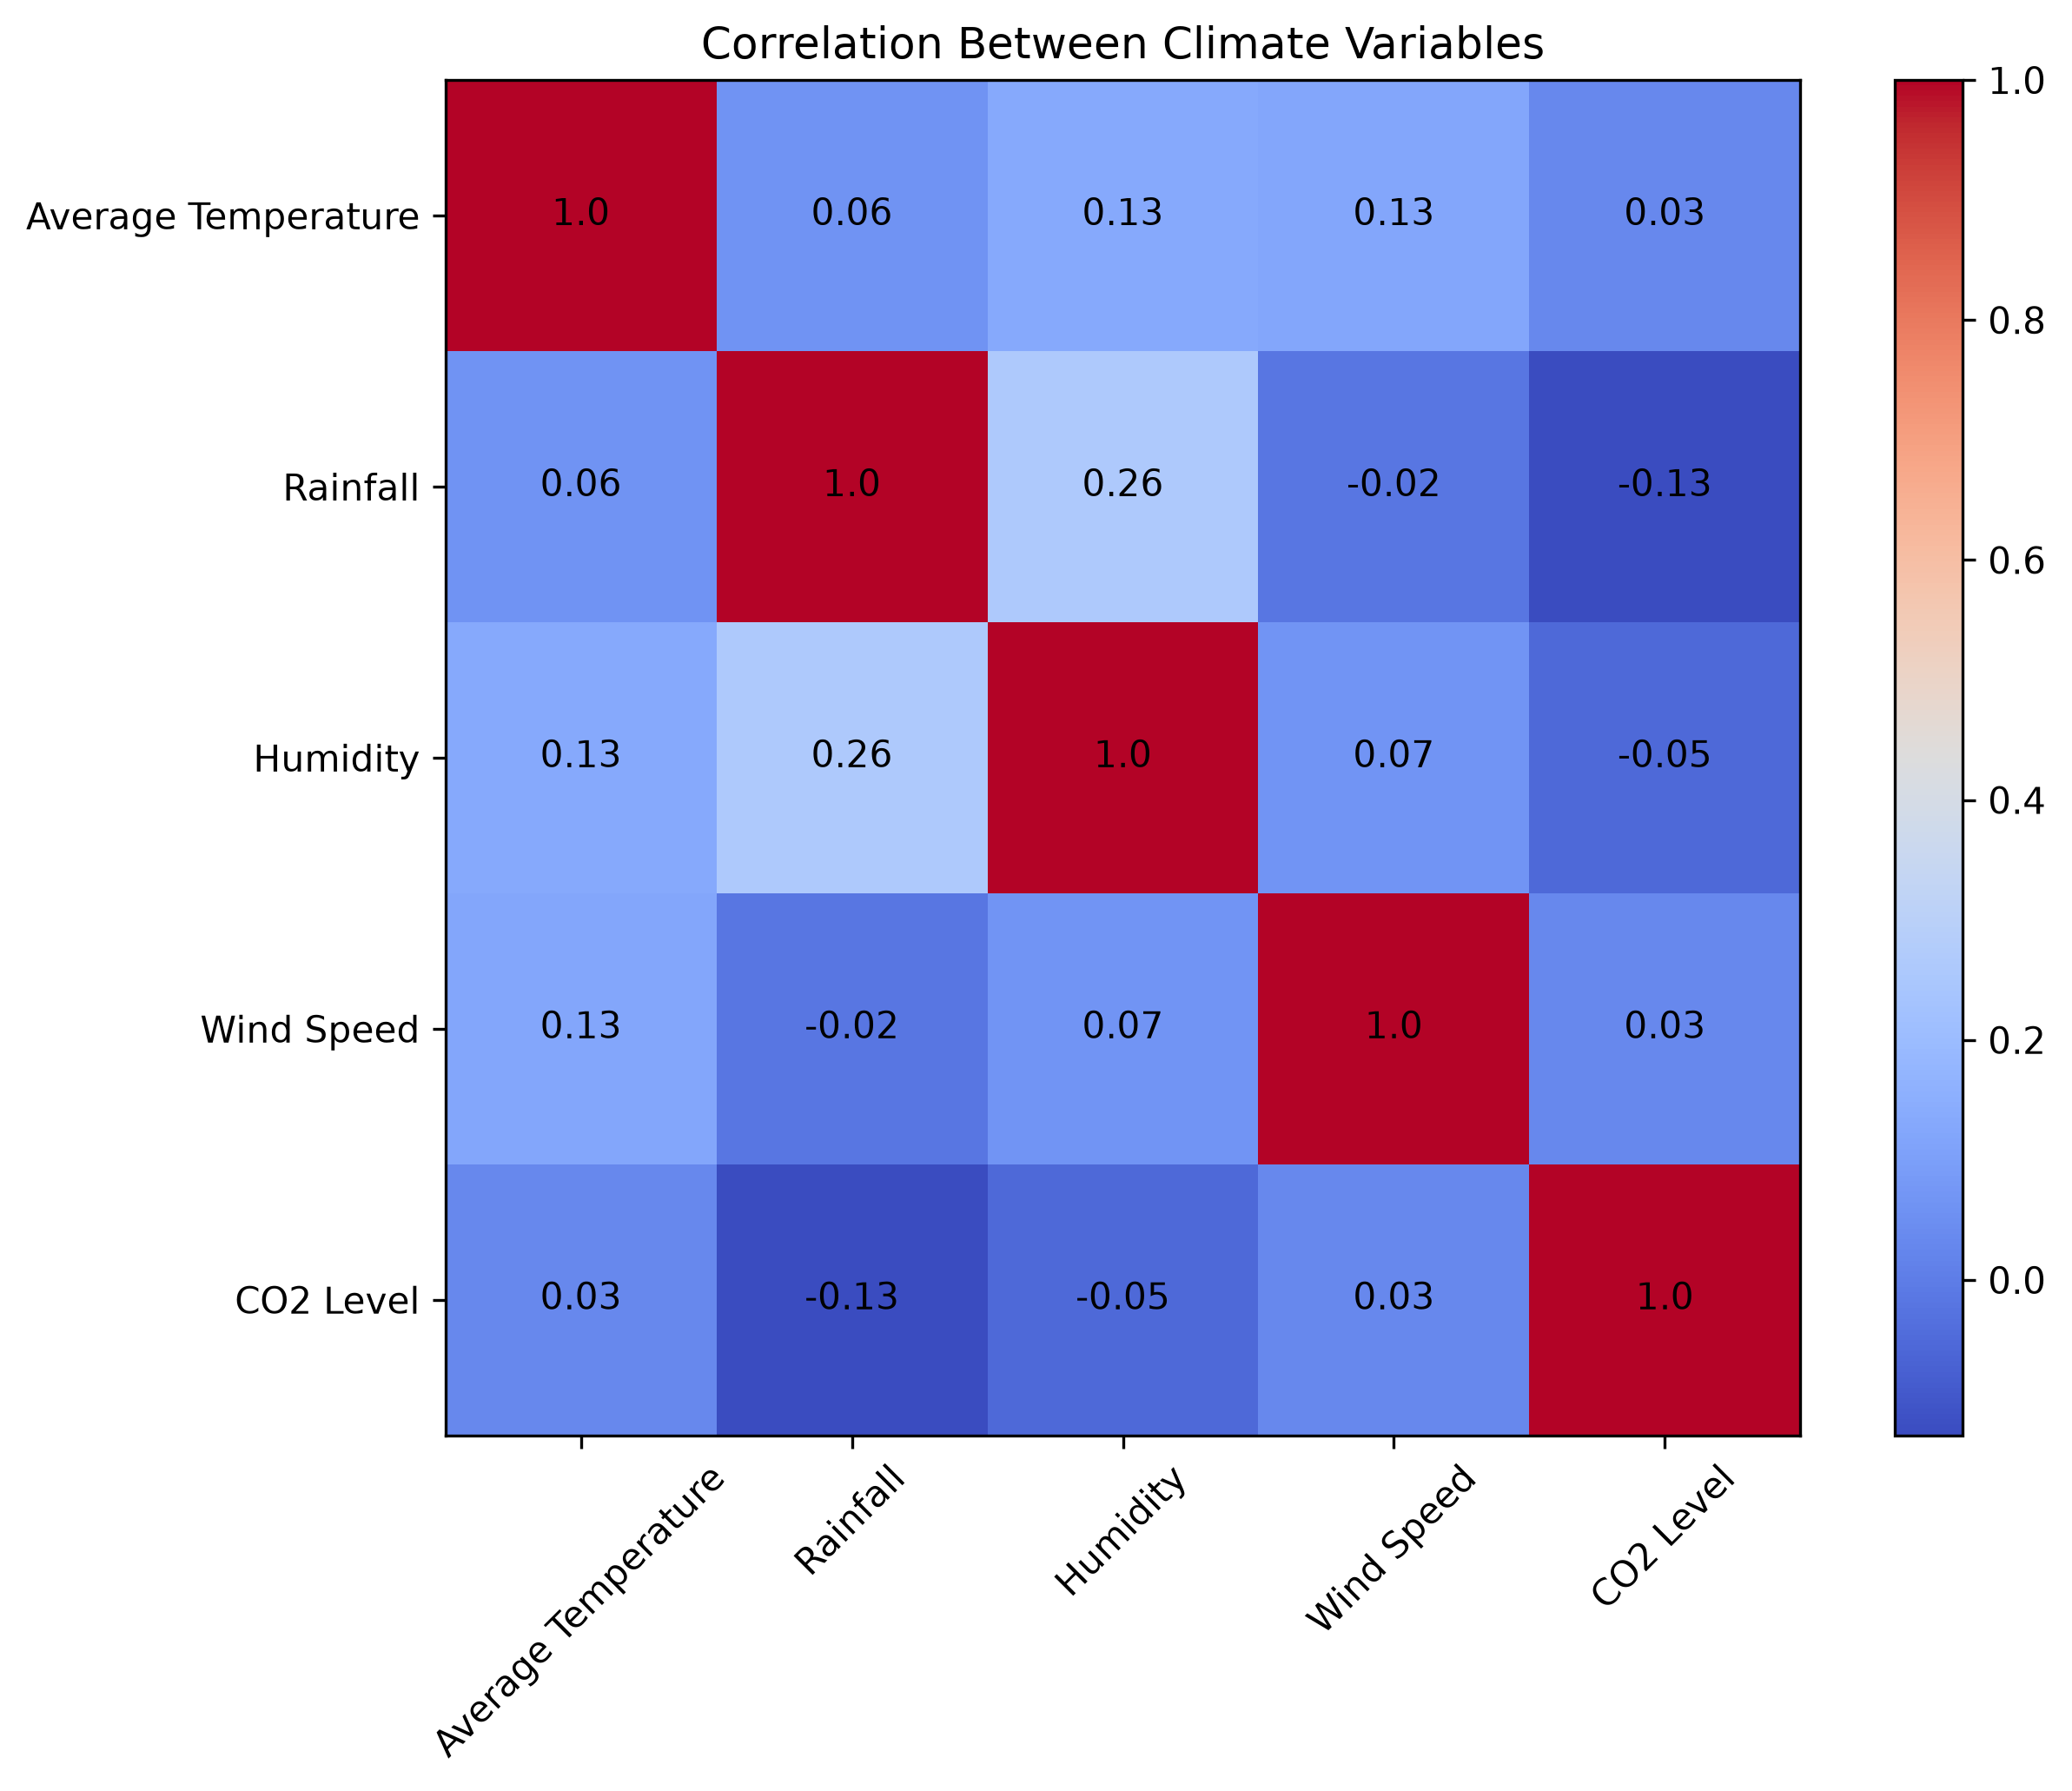 Correlation Between Climate Variables
Average Temperature 1.0 0.06 0.13 0.13 0.03
Rainfall 0.06 1.0 0.26 -0.02 -0.13
Humidity 0.13 0.26 1.0 0.07 -0.05
Wind Speed 0.13 -0.02 0.07 1.0 0.03
CO2 Level 0.03 -0.13 -0.05 0.03 1.0
Average Temperature Rainfall Humidity Wind Speed CO2 Level
1.0
0.8
0.6
0.4
0.2
0.0